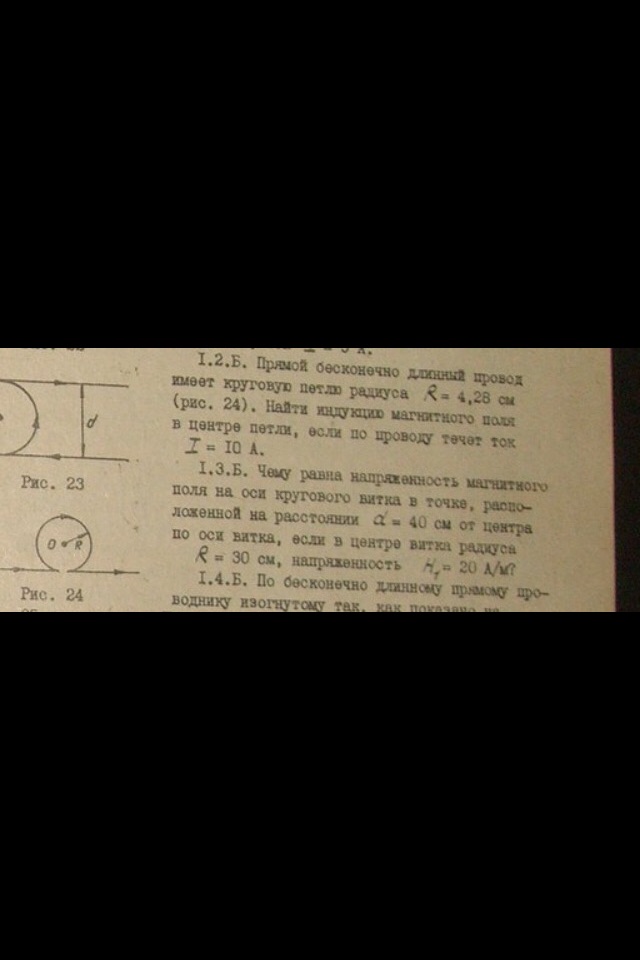 I.2.Б. Прямой бесконечно длинный провод
имеет круговую петлю радиуса R = 4,28 см
(рис. 24). Найти индукцию магнитного поля
в центре петли, если по проводу течет ток
I = 10 А.
I.3.Б. Чему равна напряженность магнитного
поля на оси кругового витка в точке, распо-
ложенной на расстоянии d = 40 см от центра
по оси витка, если в центре витка радиуса
R = 30 см, напряженность H₁ = 20 А/м?
I.4.Б. По бесконечно длинному прямому про-
воднику изогнутому так, как показано на
d
Рис. 23
O R
Рис. 24